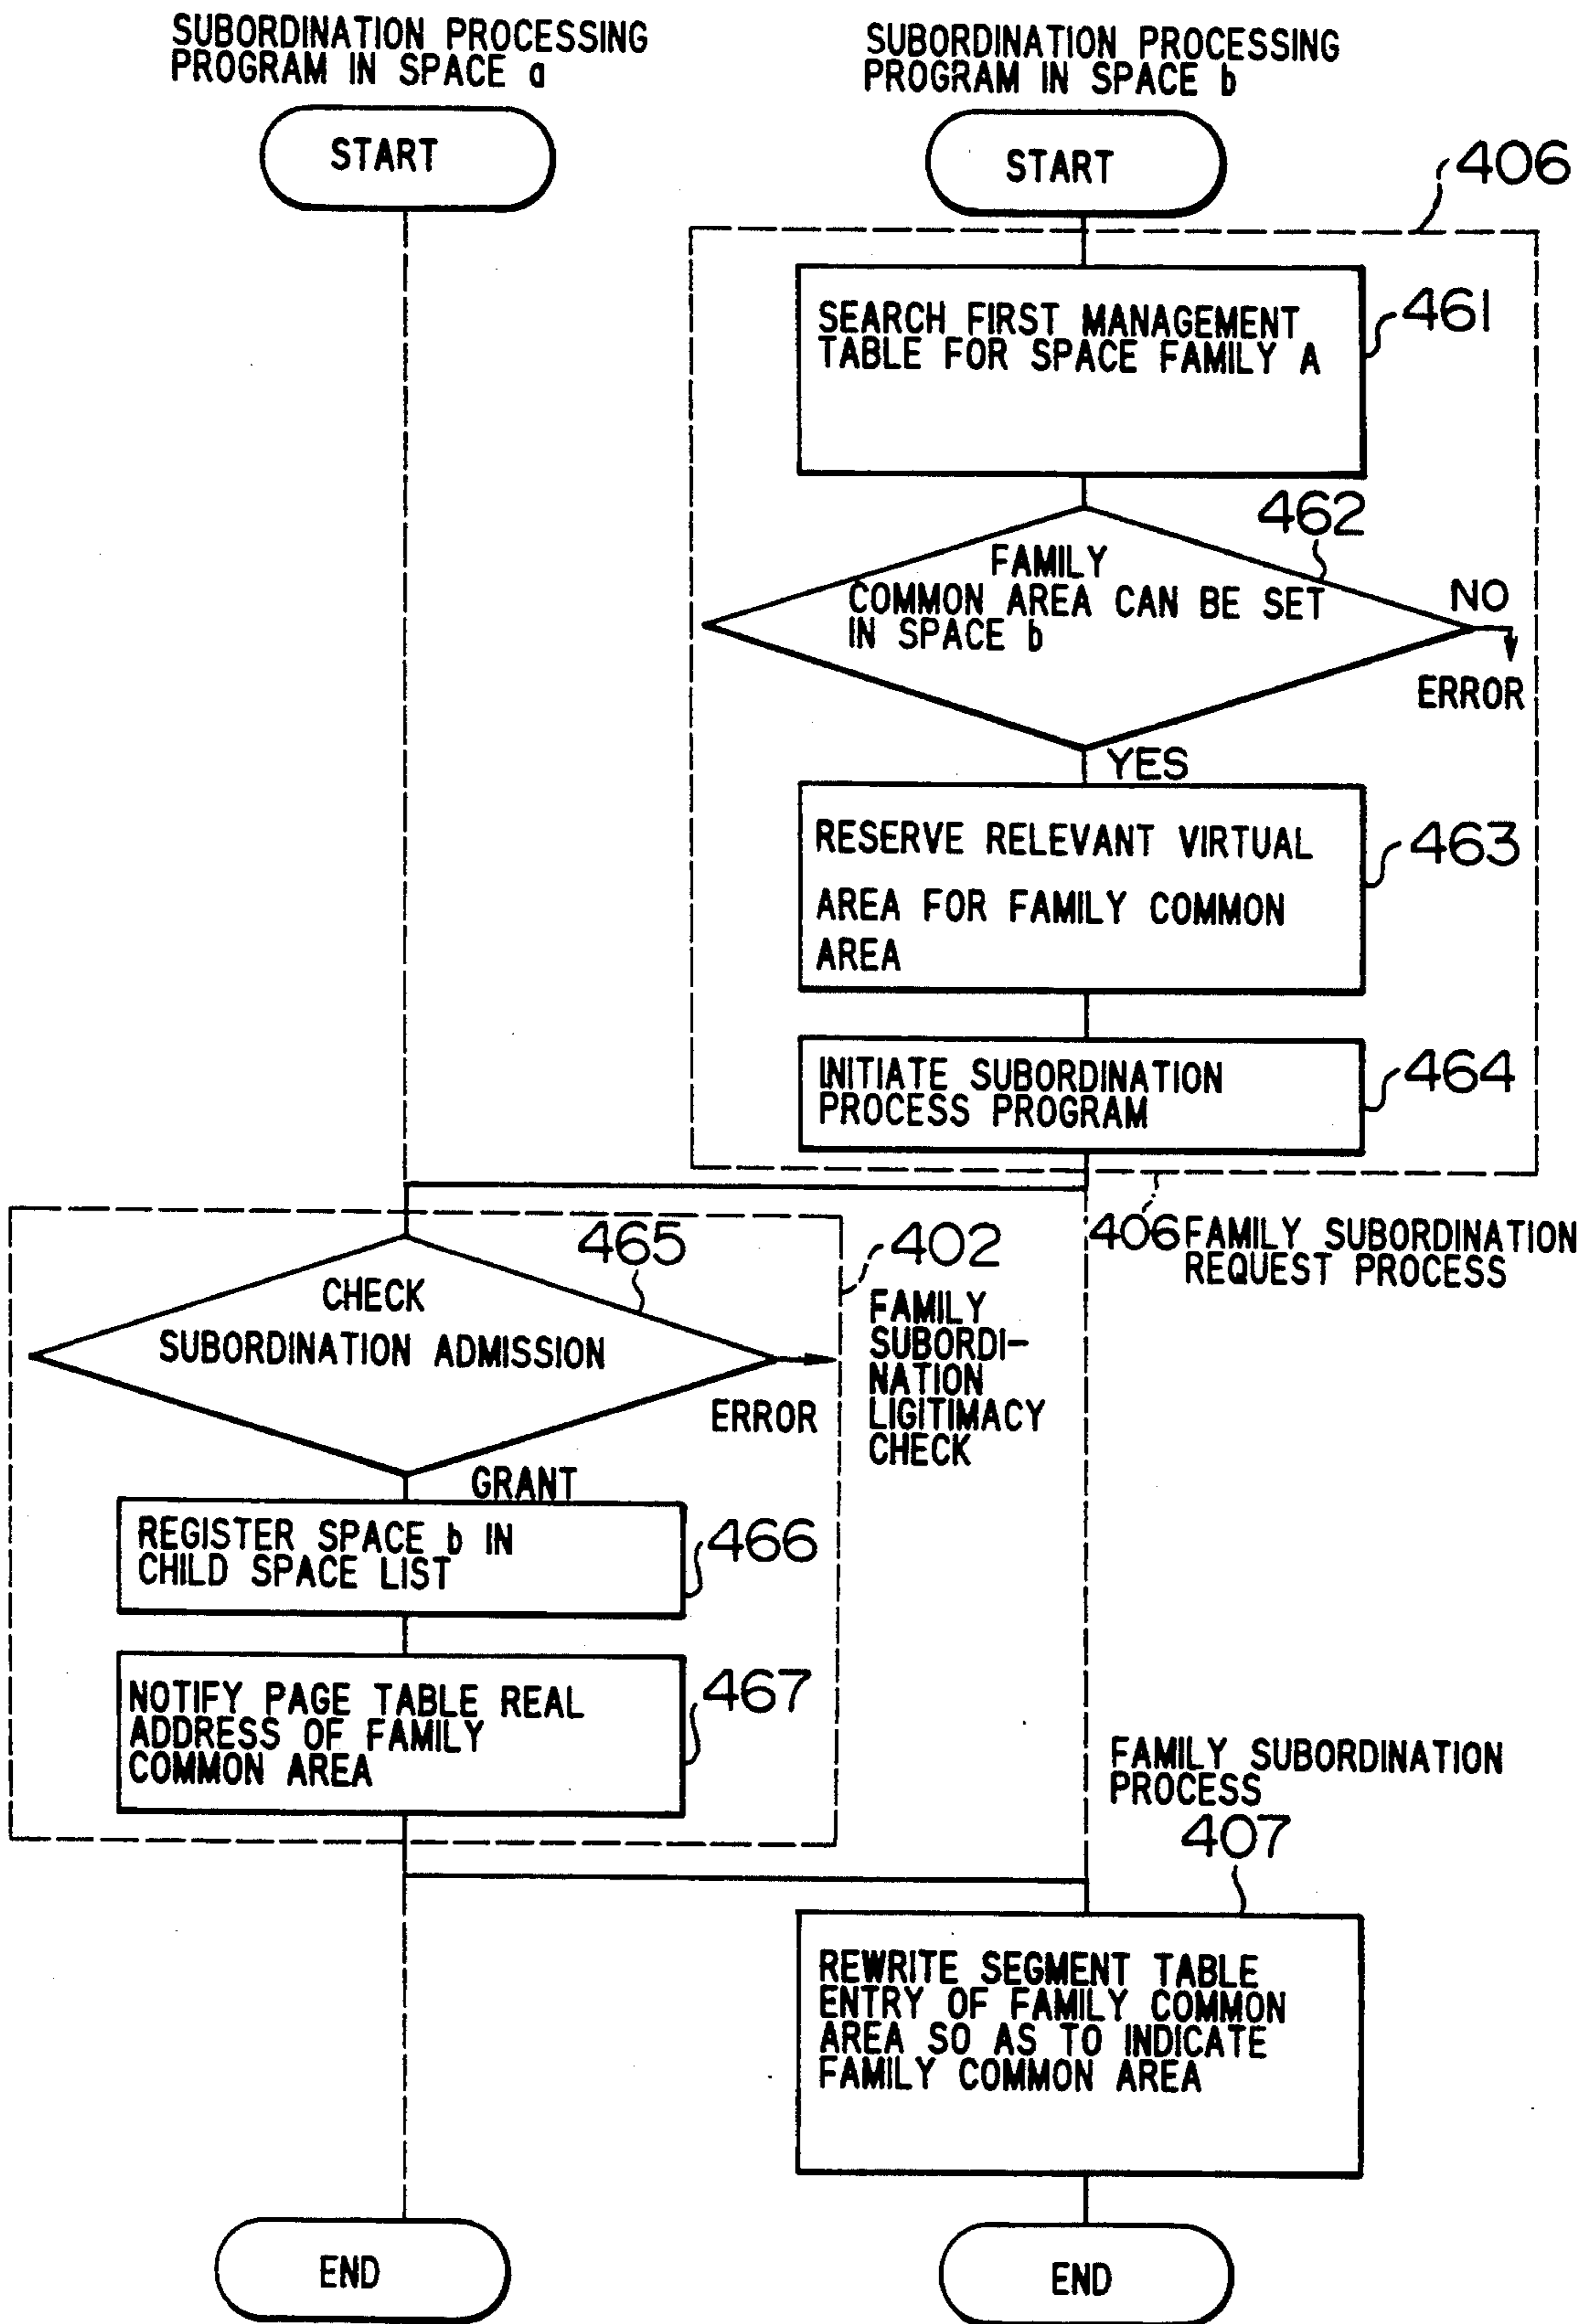 SUBORDINATION PROCESSING
PROGRAM IN SPACE a
SUBORDINATION PROCESSING
PROGRAM IN SPACE b
START
START
406
SEARCH FIRST MANAGEMENT
TABLE FOR SPACE FAMILY A
461
462
FAMILY
COMMON AREA CAN BE SET
IN SPACE b
NO
ERROR
YES
RESERVE RELEVANT VIRTUAL
AREA FOR FAMILY COMMON
AREA
463
INITIATE SUBORDINATION
PROCESS PROGRAM
464
406 FAMILY SUBORDINATION
REQUEST PROCESS
465
CHECK
SUBORDINATION ADMISSION
ERROR
402
FAMILY
SUBORDI-
NATION
LIGITIMACY
CHECK
GRANT
REGISTER SPACE b IN
CHILD SPACE LIST
466
NOTIFY PAGE TABLE REAL
ADDRESS OF FAMILY
COMMON AREA
467
FAMILY SUBORDINATION
PROCESS
407
REWRITE SEGMENT TABLE
ENTRY OF FAMILY COMMON
AREA SO AS TO INDICATE
FAMILY COMMON AREA
END
END